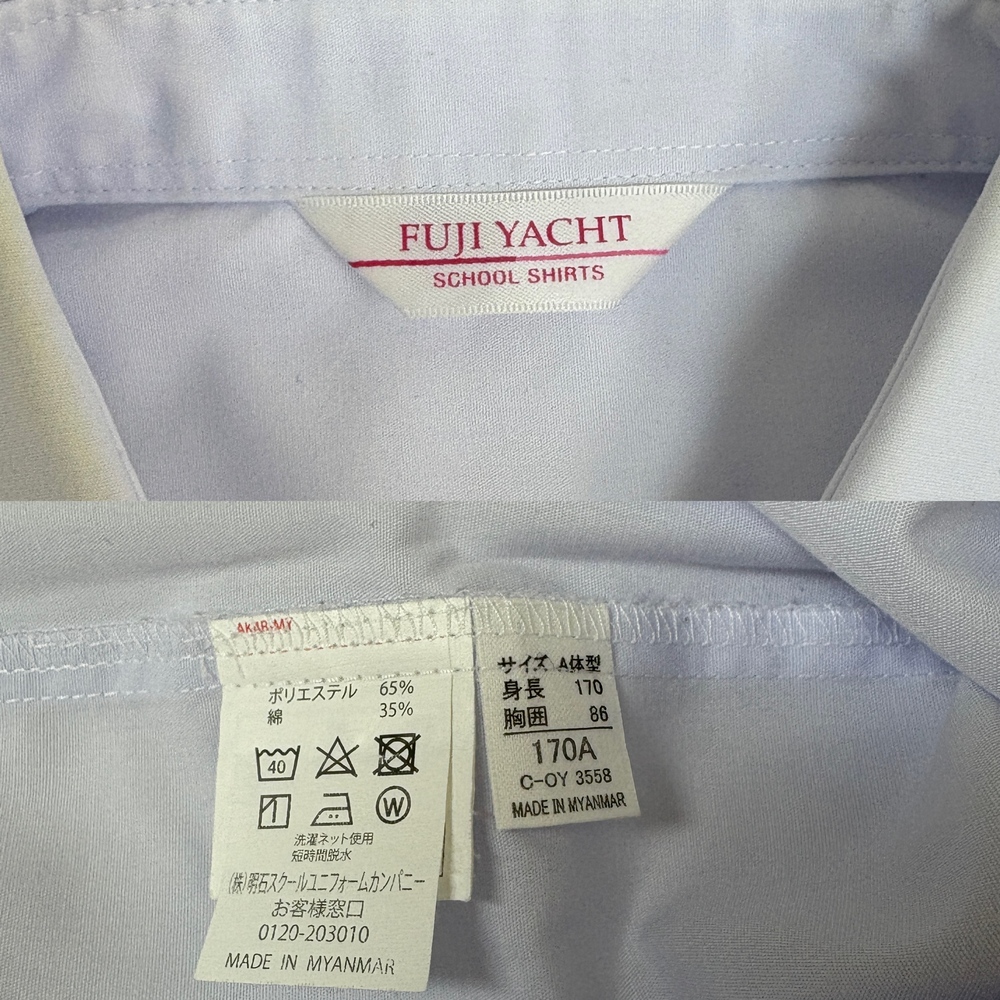 FUJI YACHT
SCHOOL SHIRTS
AKAR-MY
ポリエステル 65%
綿 35%
40
W
洗濯ネット使用
短時間脱水
(株)明石スクールユニフォームカンパニー
お客様窓口
0120-203010
MADE IN MYANMAR
サイズ A体型
身長 170
胸囲 86
170A
C-OY 3558
MADE IN MYANMAR